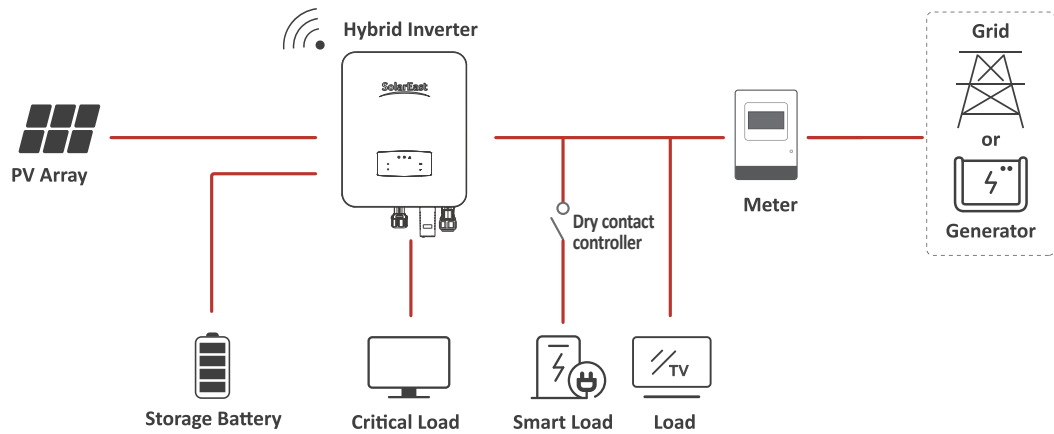 Hybrid Inverter
Grid
SolarEast
or
PV Array
Meter
Dry contact
controller
Generator
TV
Storage Battery
Critical Load
Smart Load
Load